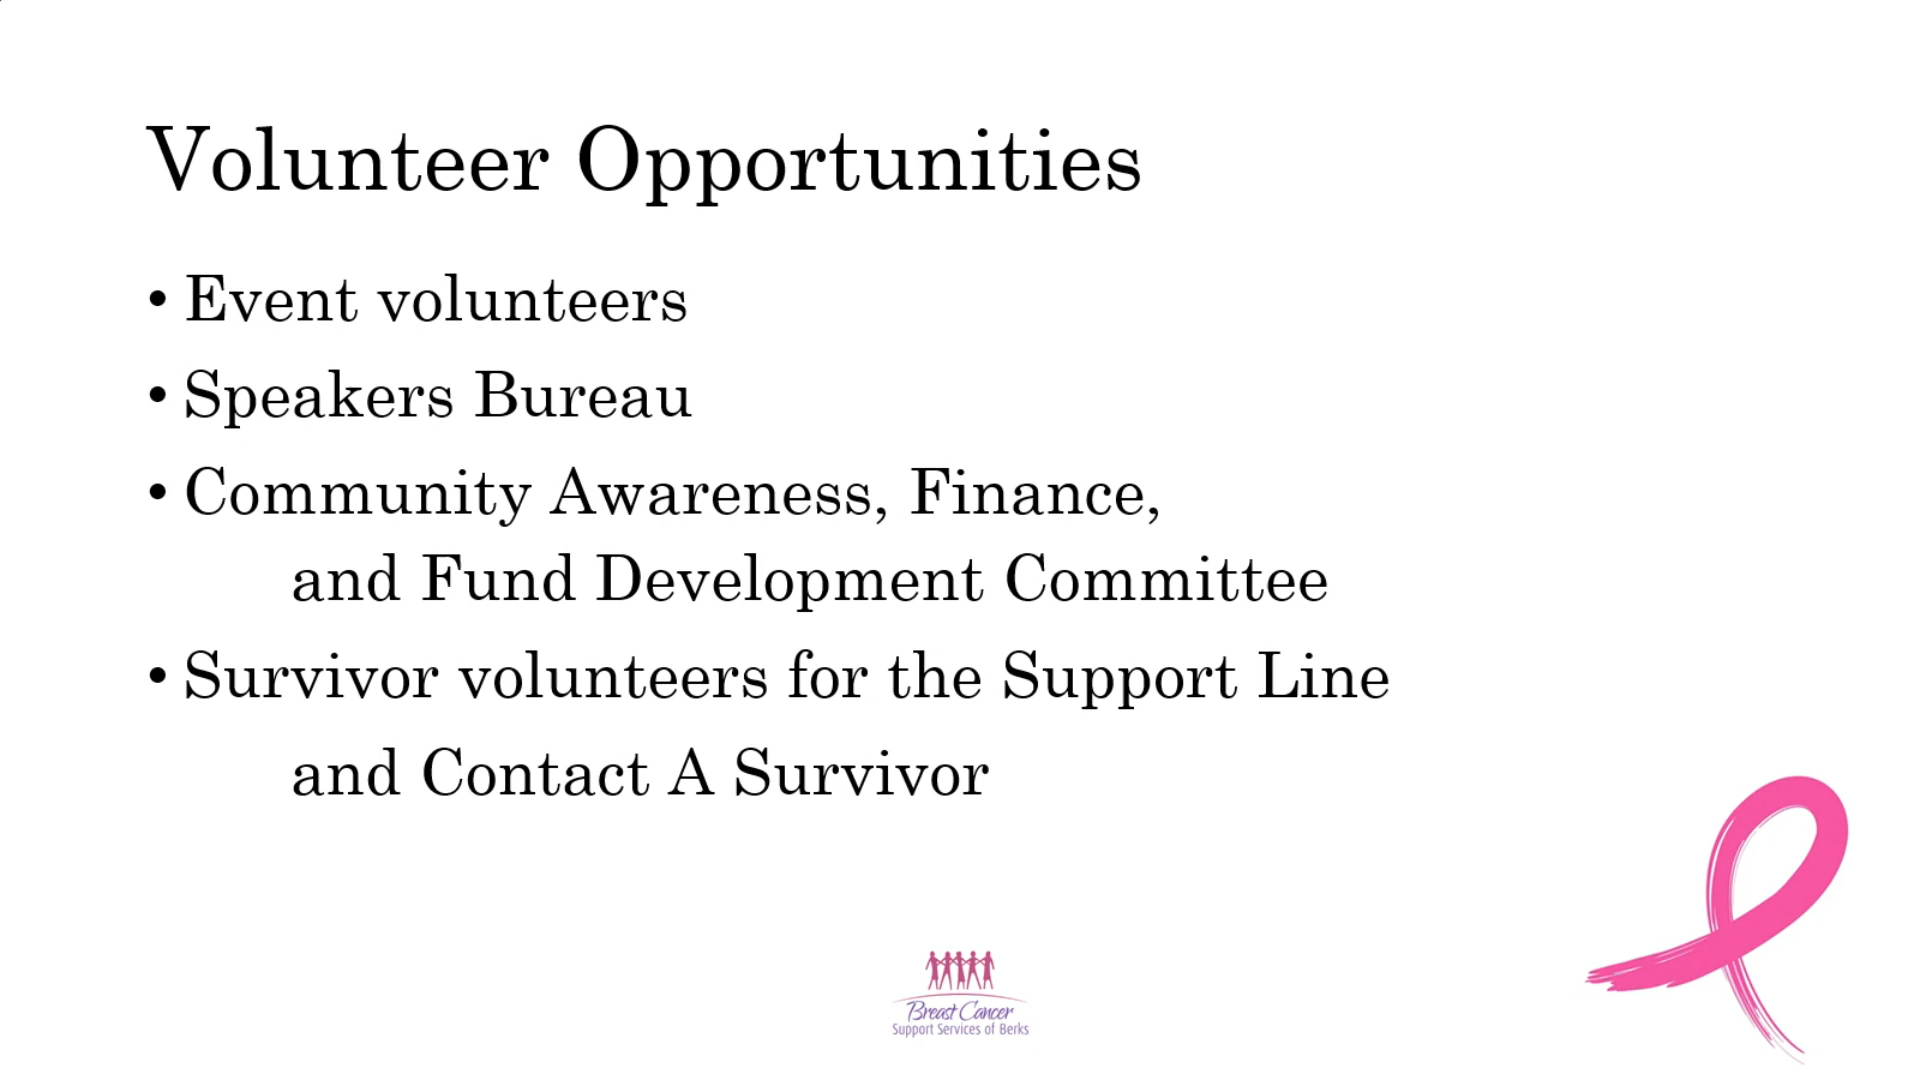 Volunteer Opportunities
• Event volunteers
• Speakers Bureau
• Community Awareness, Finance,
and Fund Development Committee
• Survivor volunteers for the Support Line
and Contact A Survivor
Breast Cancer
Support Services of Berks